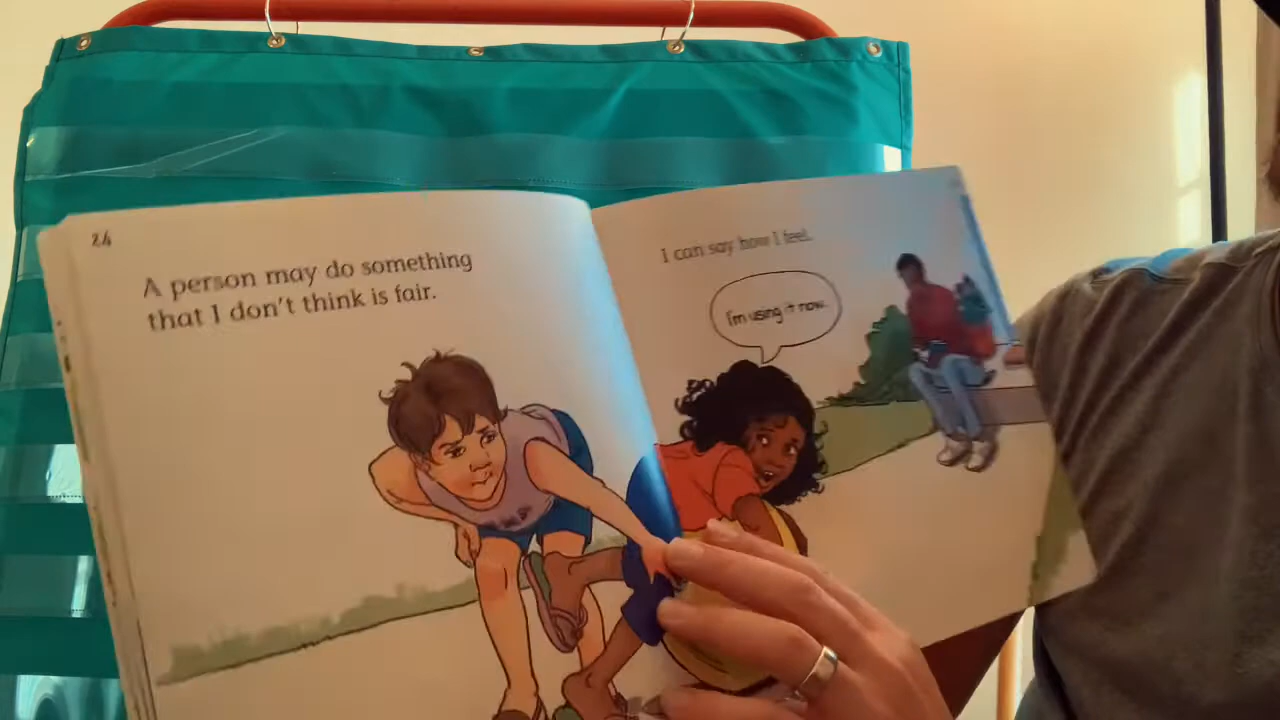 24
A person may do something
that I don't think is fair.
I can say how I feel.
I'm using it now.